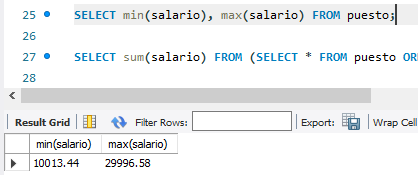 25 SELECT min(salario), max(salario) FROM puesto;
26
27 SELECT sum(salario) FROM (SELECT * FROM puesto OR
28
Result Grid Filter Rows: Export: Wrap Cell
min(salario) max(salario)
10013.44 29996.58